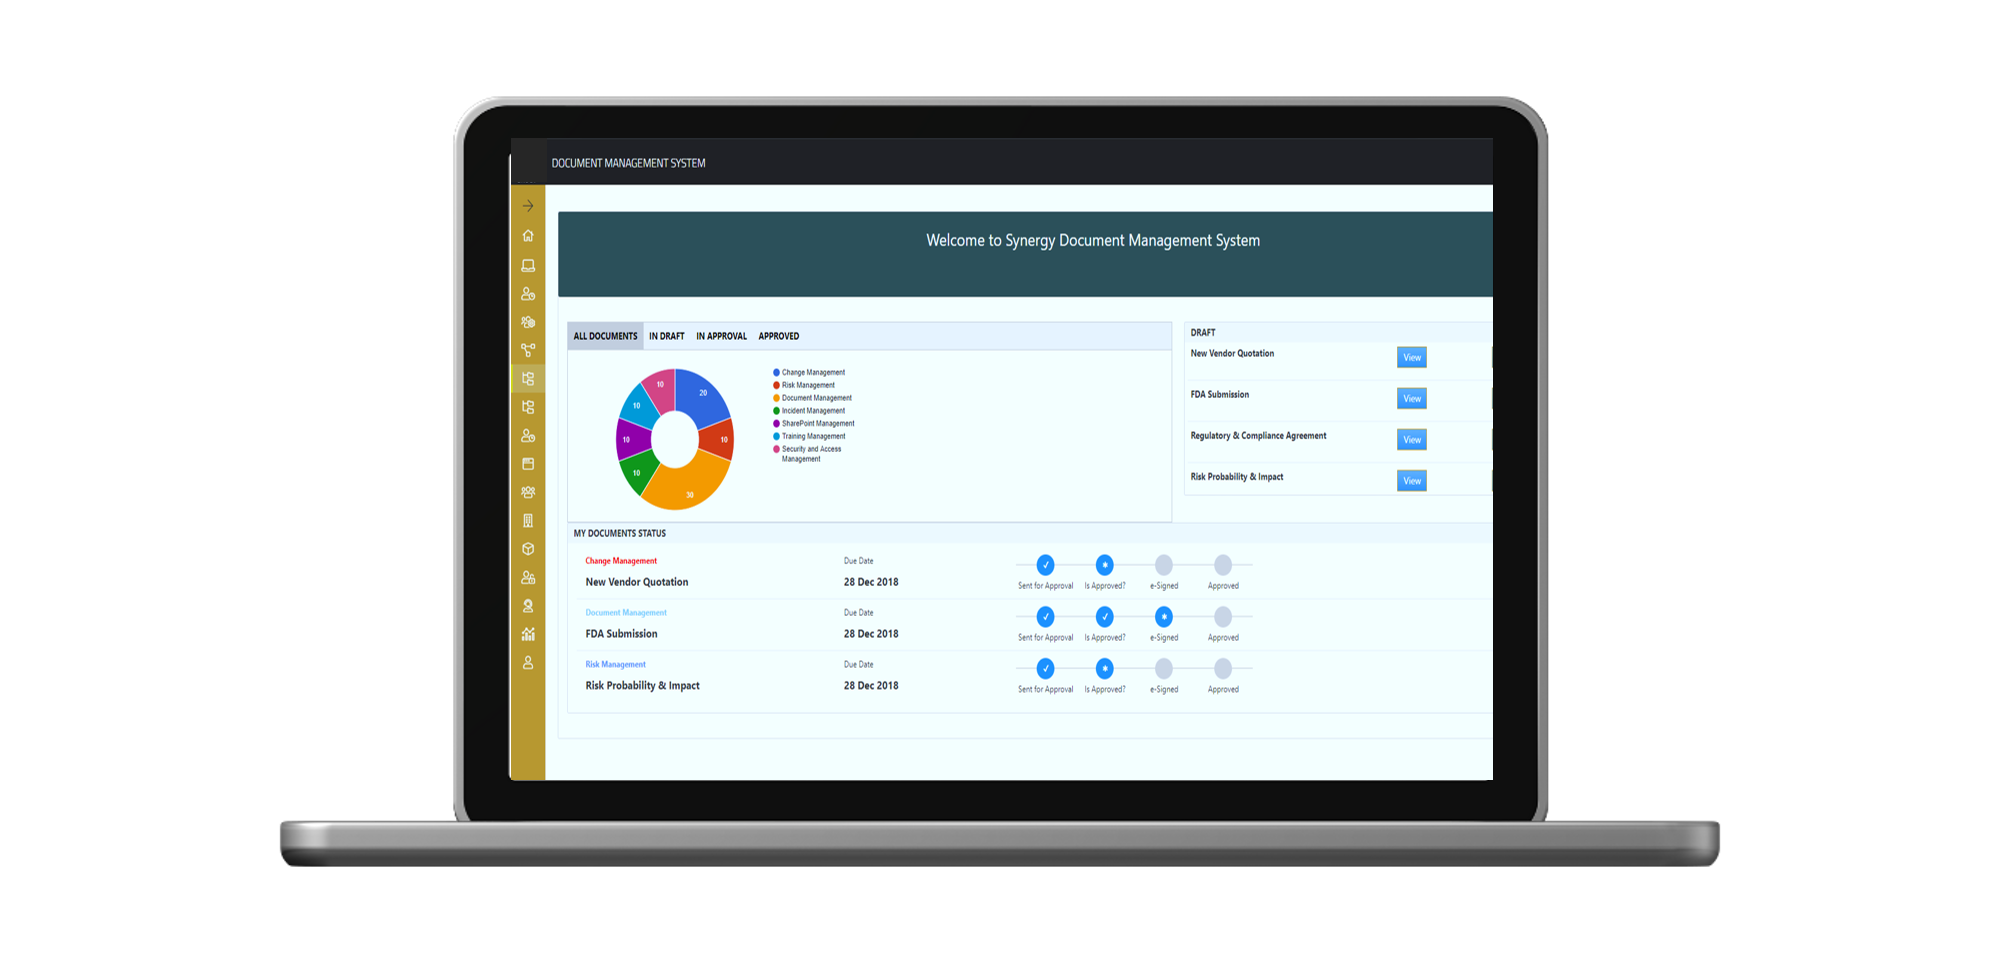 DOCUMENT MANAGEMENT SYSTEM
Welcome to Synergy Document Management System
ALL DOCUMENTS IN DRAFT IN APPROVAL APPROVED
20
10
30
10
10
10
10
Change Management
Risk Management
Document Management
Incident Management
SharePoint Management
Training Management
Security and Access
Management
DRAFT
New Vendor Quotation View
FDA Submission View
Regulatory & Compliance Agreement View
Risk Probability & Impact View
MY DOCUMENTS STATUS
Change Management Due Date
New Vendor Quotation 28 Dec 2018
Sent for Approval Is Approved? e-Signed Approved
Document Management Due Date
FDA Submission 28 Dec 2018
Sent for Approval Is Approved? e-Signed Approved
Risk Management Due Date
Risk Probability & Impact 28 Dec 2018
Sent for Approval Is Approved? e-Signed Approved